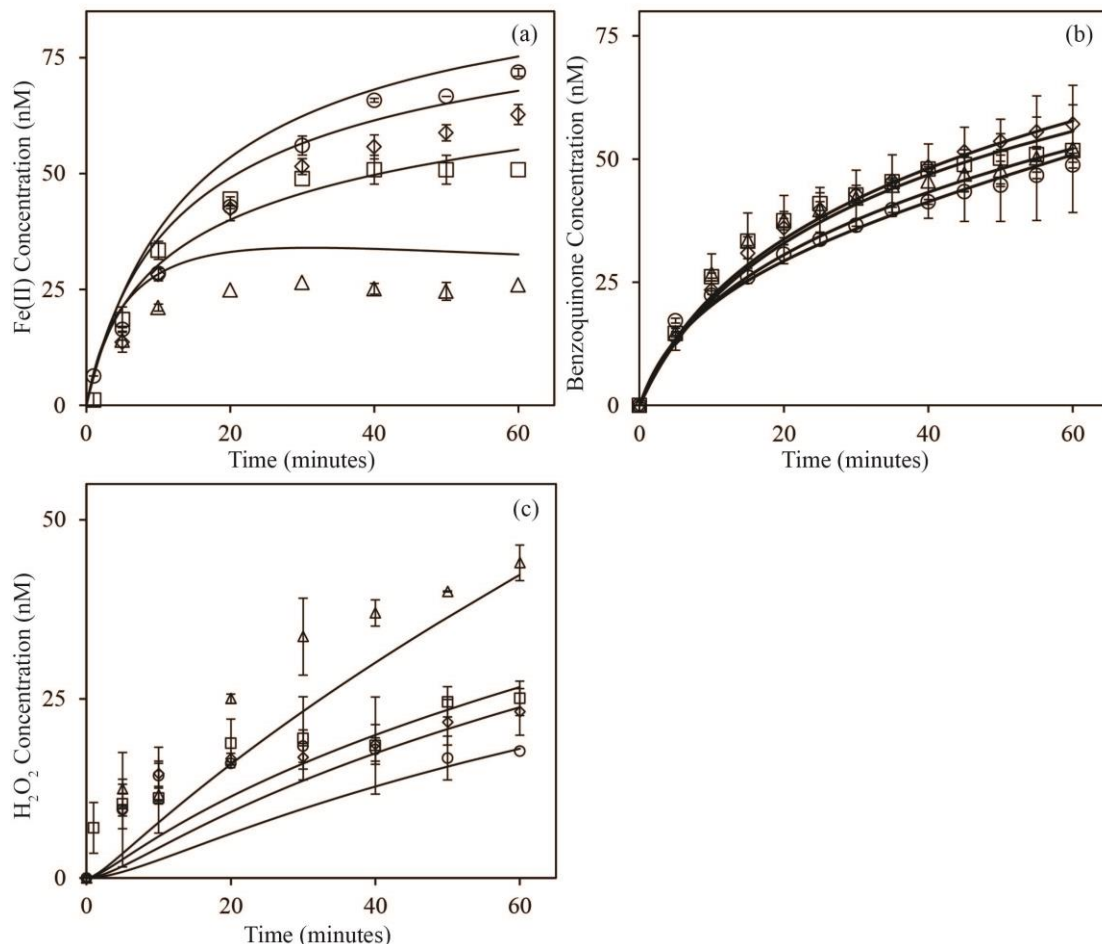 (a)
75
50
25
0
Fe(II) Concentration (nM)
0 20 40 60
Time (minutes)
(b)
75
50
25
0
Benzoquinone Concentration (nM)
0 20 40 60
Time (minutes)
(c)
50
25
0
H₂O₂ Concentration (nM)
0 20 40 60
Time (minutes)